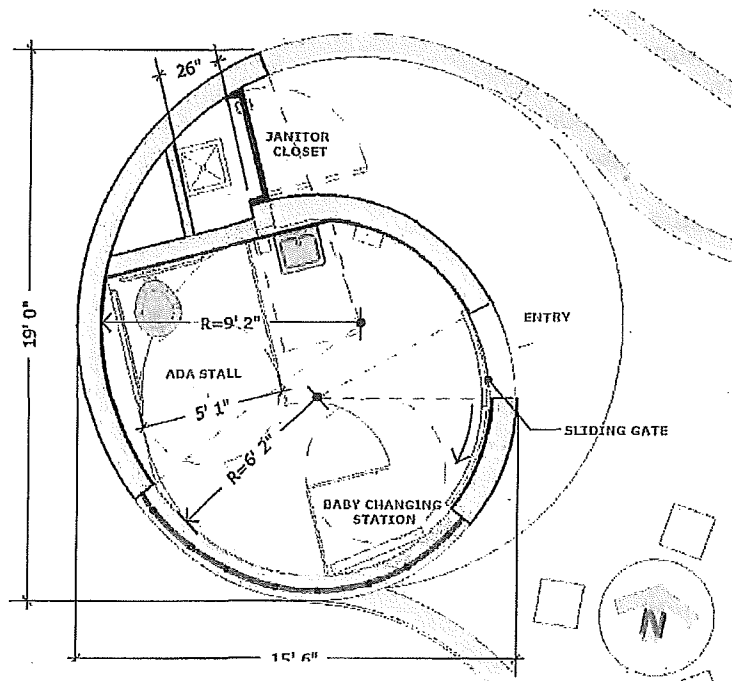 26"
JANITOR
CLOSET
19' 0"
R=9' 2"
ENTRY
ADA STALL
5' 1"
SLIDING GATE
R=6' 2"
BABY CHANGING
STATION
N
15' 6"